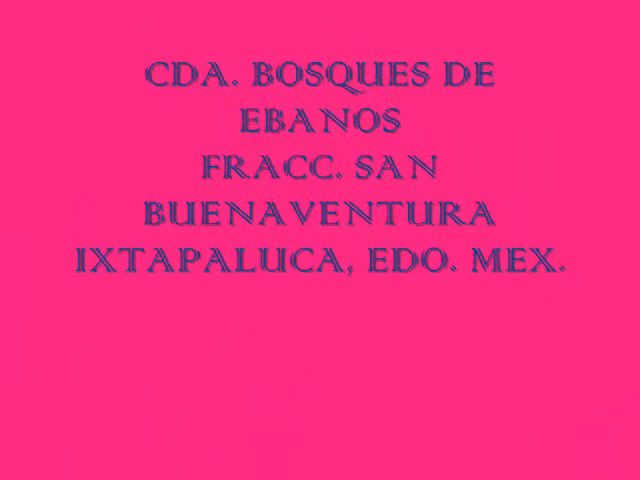 CDA. BOSQUES DE
EBANOS
FRACC. SAN
BUENAVENTURA
IXTAPALUCA, EDO. MEX.